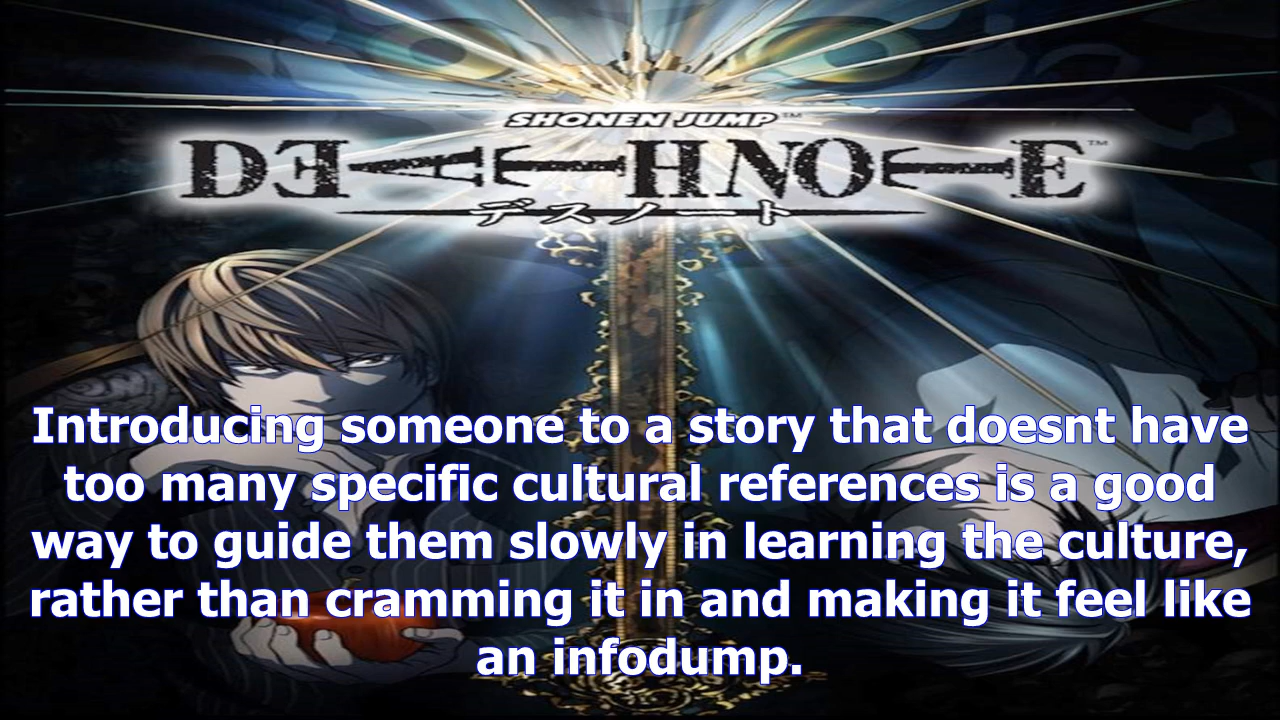 SHONEN JUMP™
DEATH NOTE™
デスノート
Introducing someone to a story that doesnt have
too many specific cultural references is a good
way to guide them slowly in learning the culture,
rather than cramming it in and making it feel like
an infodump.